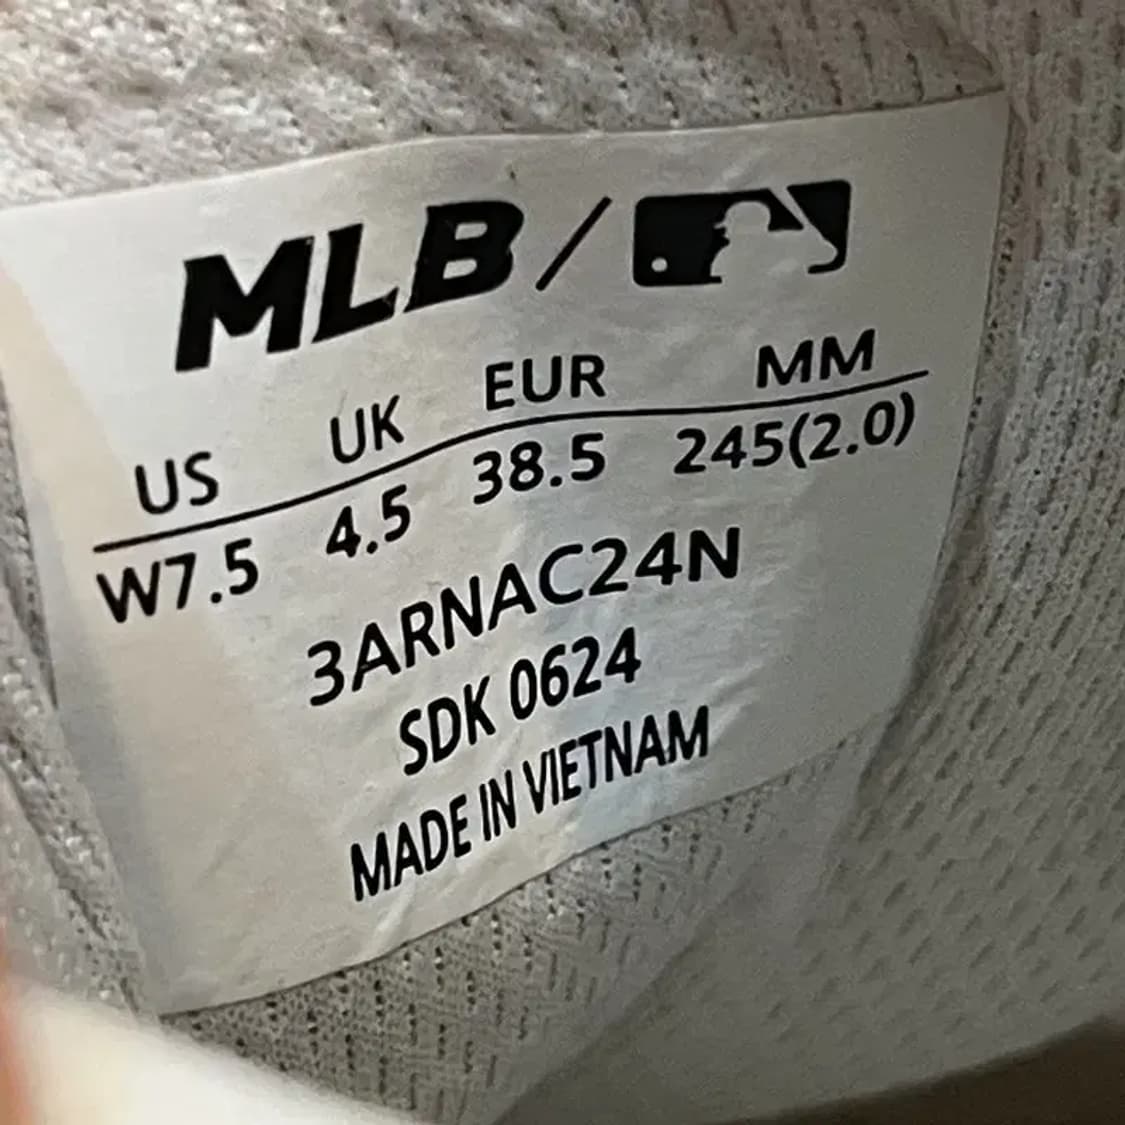 MLB/
US UK EUR MM
W7.5 4.5 38.5 245(2.0)
3ARNAC24N
SDK 0624
MADE IN VIETNAM